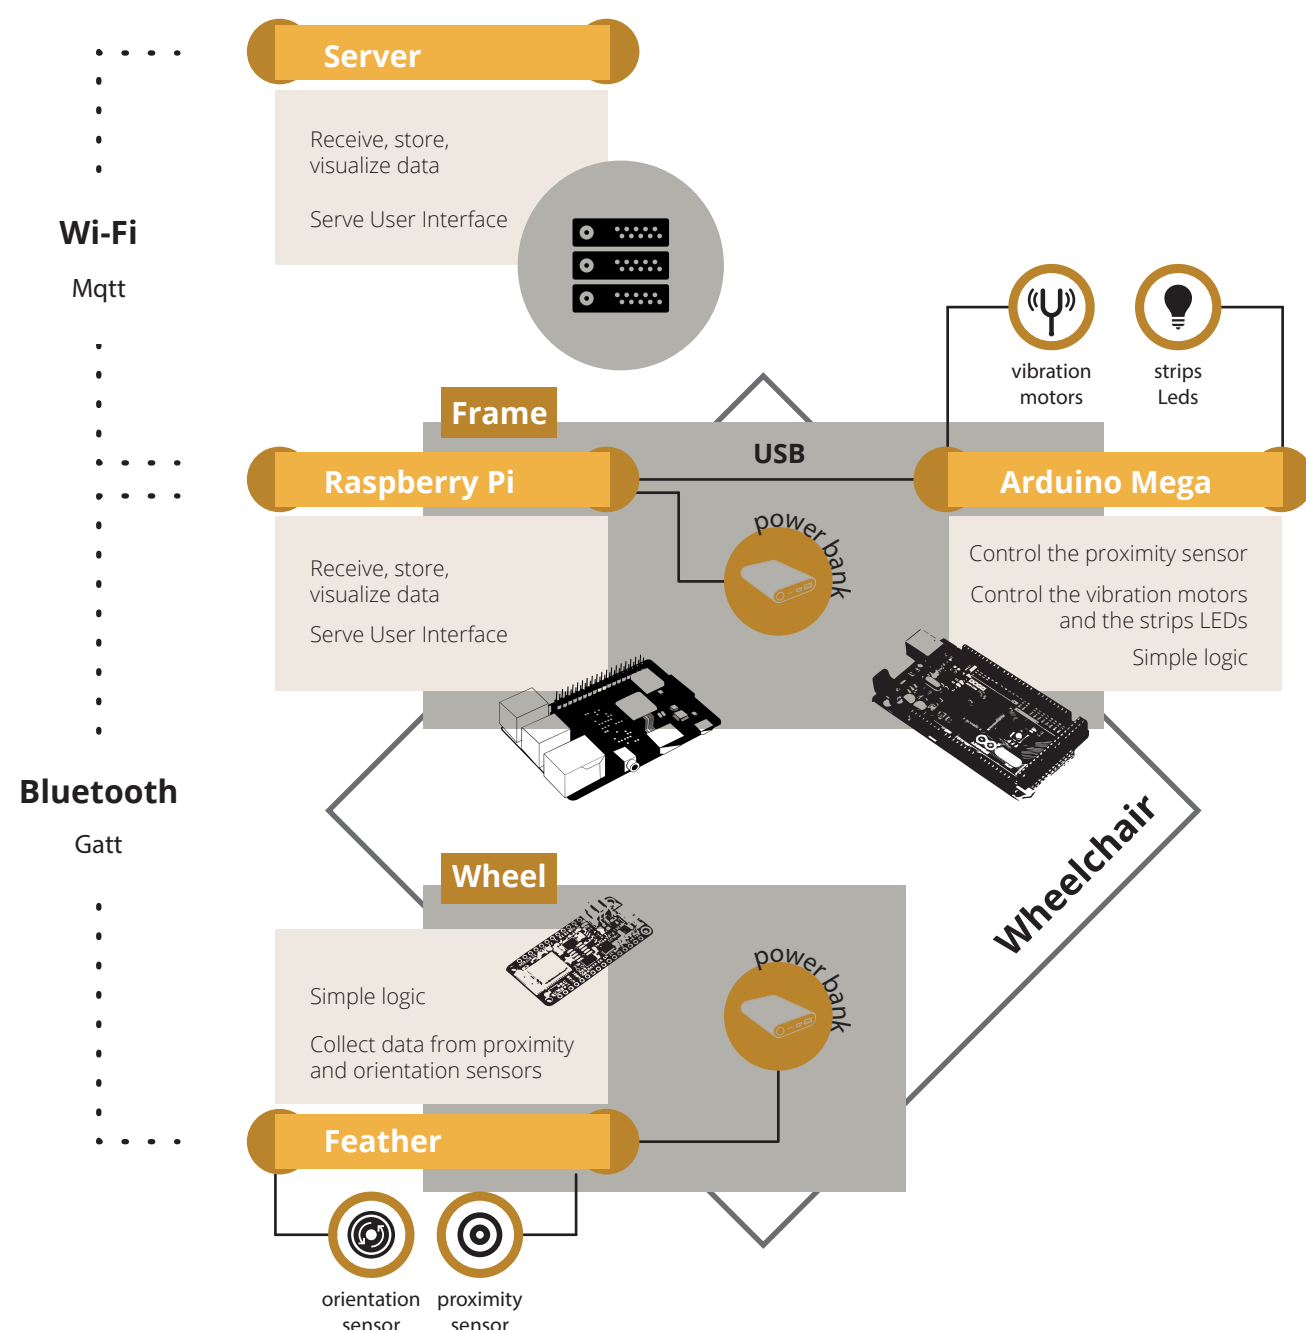 Server
Receive, store,
visualize data
Serve User Interface
Wi-Fi
Mqtt
vibration
motors
strips
Leds
Frame
USB
Raspberry Pi
Arduino Mega
power bank
Receive, store,
visualize data
Serve User Interface
Control the proximity sensor
Control the vibration motors
and the strips LEDs
Simple logic
Bluetooth
Gatt
Wheelchair
Wheel
power bank
Simple logic
Collect data from proximity
and orientation sensors
Feather
orientation
sensor
proximity
sensor